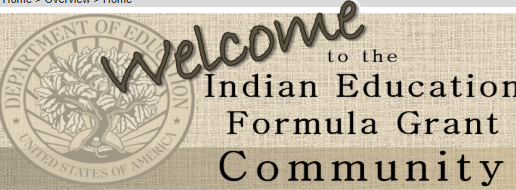 Home > Overview > Home
Welcome
to the
Indian Education
Formula Grant
Community
DEPARTMENT OF EDUCATION
UNITED STATES OF AMERICA